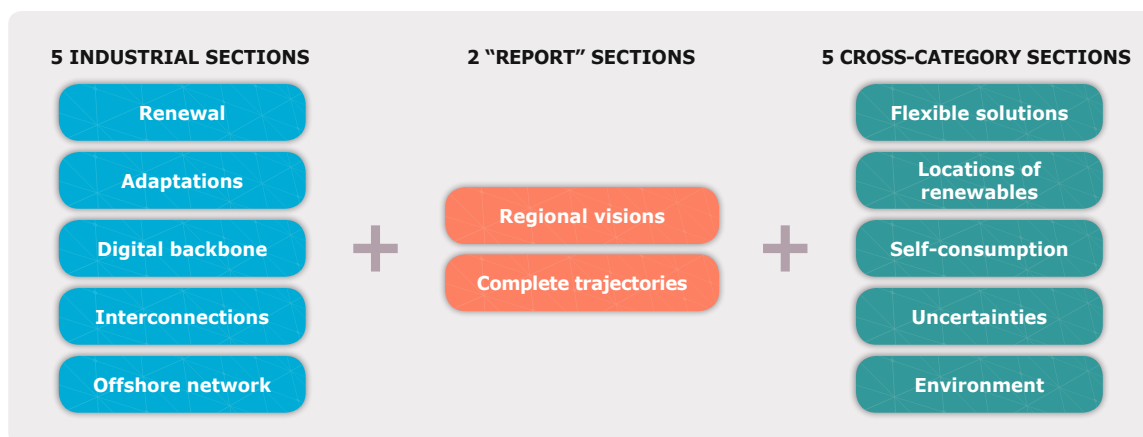 5 INDUSTRIAL SECTIONS
Renewal
Adaptations
Digital backbone
Interconnections
Offshore network
+
2 “REPORT” SECTIONS
Regional visions
Complete trajectories
+
5 CROSS-CATEGORY SECTIONS
Flexible solutions
Locations of
renewables
Self-consumption
Uncertainties
Environment